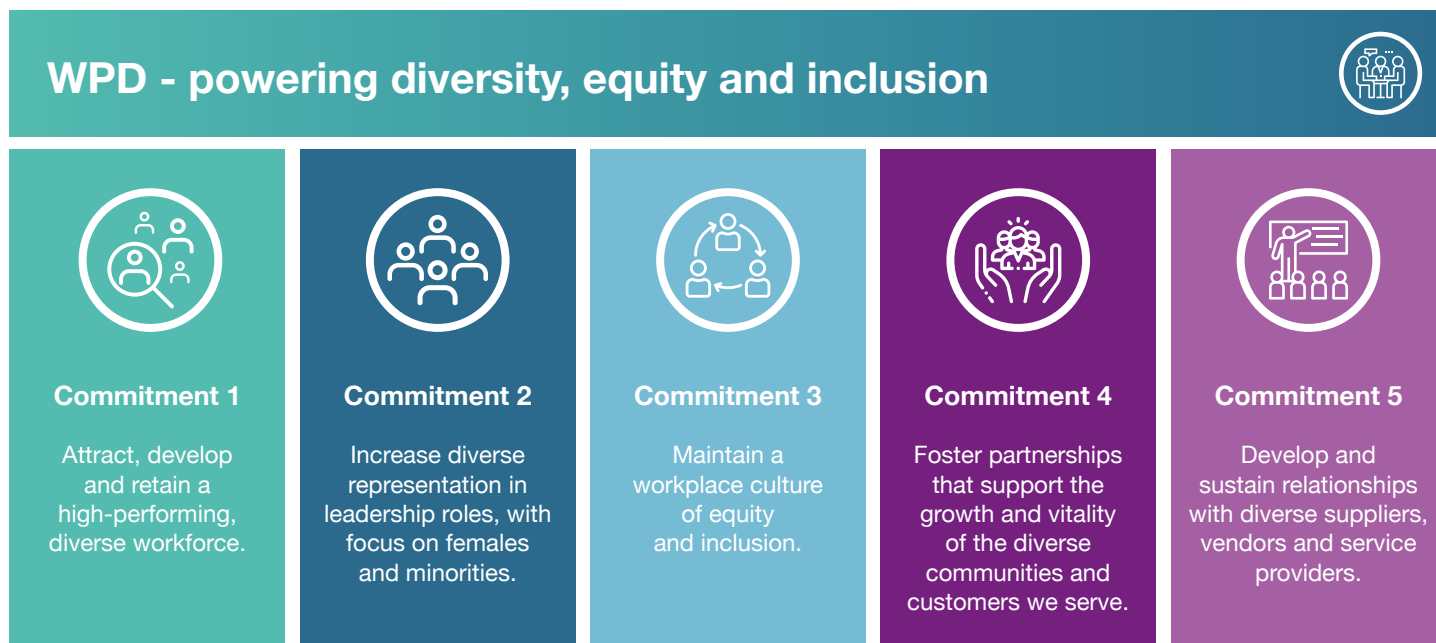 WPD - powering diversity, equity and inclusion
Commitment 1
Attract, develop
and retain a
high-performing,
diverse workforce.
Commitment 2
Increase diverse
representation in
leadership roles, with
focus on females
and minorities.
Commitment 3
Maintain a
workplace culture
of equity
and inclusion.
Commitment 4
Foster partnerships
that support the
growth and vitality
of the diverse
communities and
customers we serve.
Commitment 5
Develop and
sustain relationships
with diverse suppliers,
vendors and service
providers.